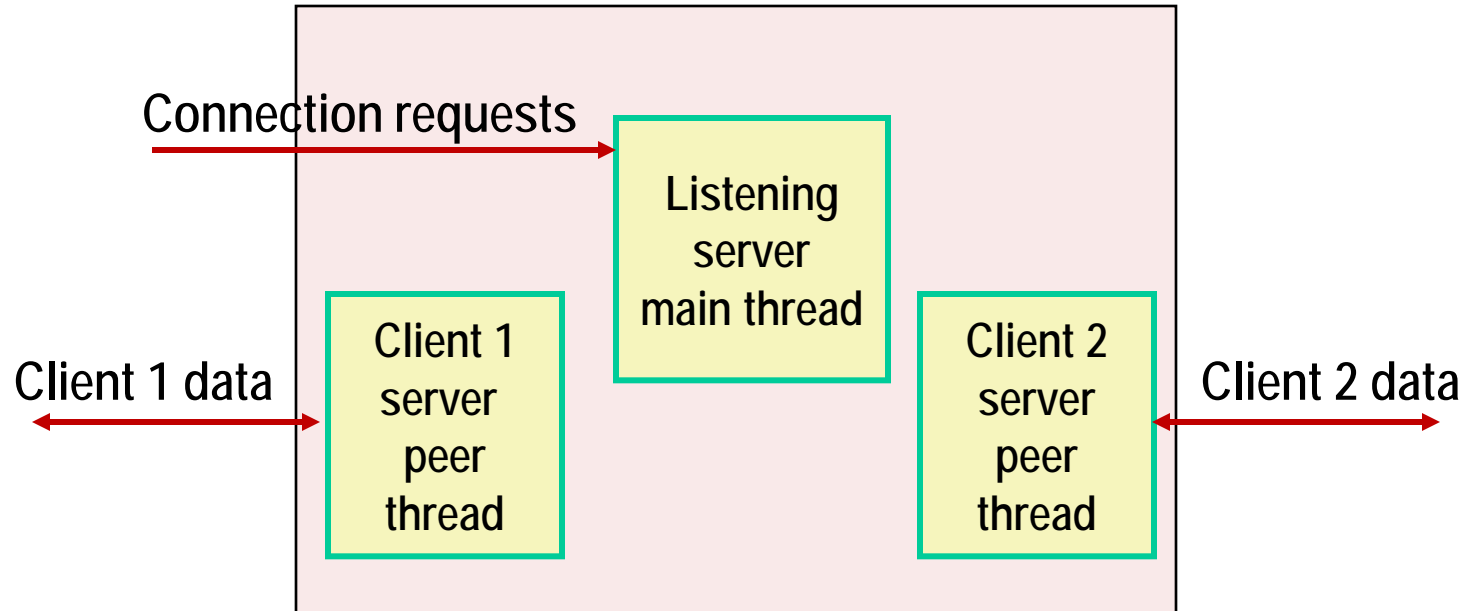 Connection requests
Listening
server
main thread
Client 1
server
peer
thread
Client 2
server
peer
thread
Client 1 data
Client 2 data